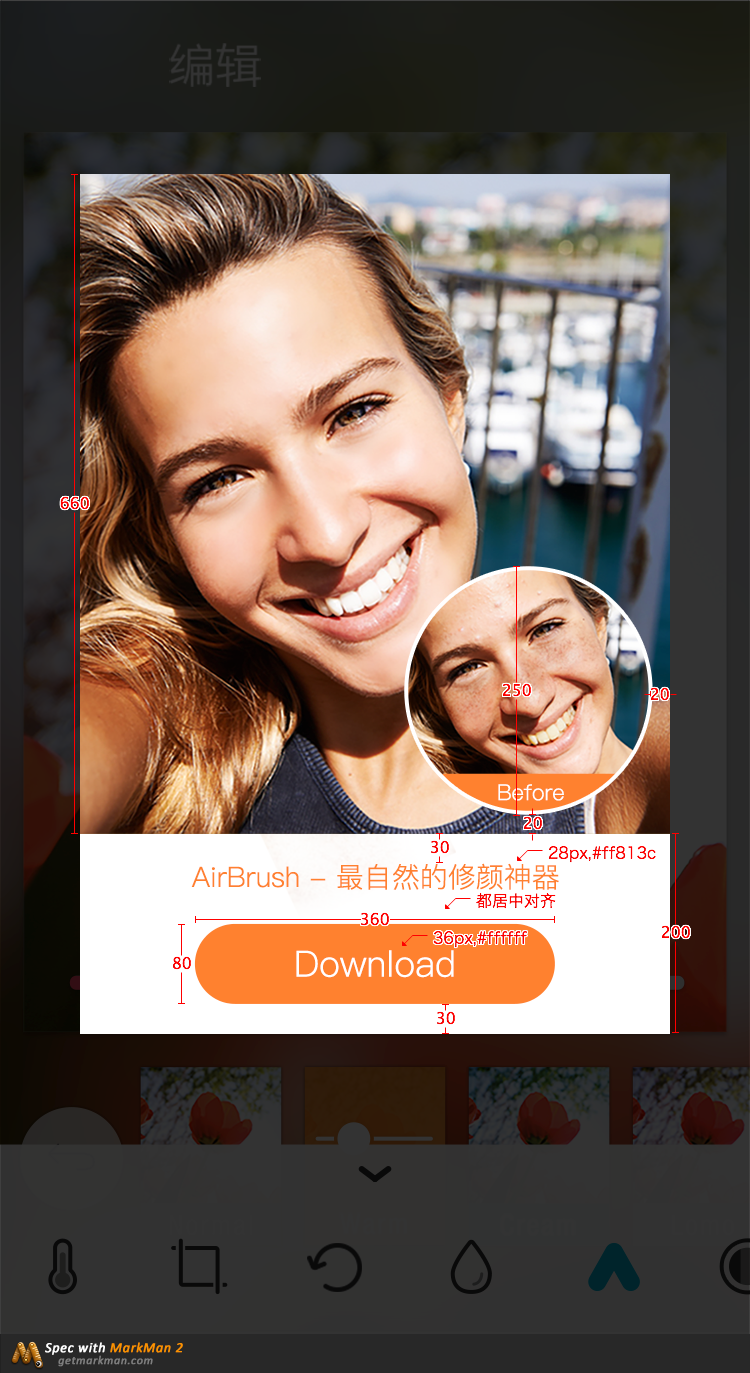 编辑
660
250
20
Before
20
30
28px,#ff813c
AirBrush – 最自然的修颜神器
都居中对齐
360
200
36px,#ffffff
80
Download
30
Spec with MarkMan 2
getmarkman.com